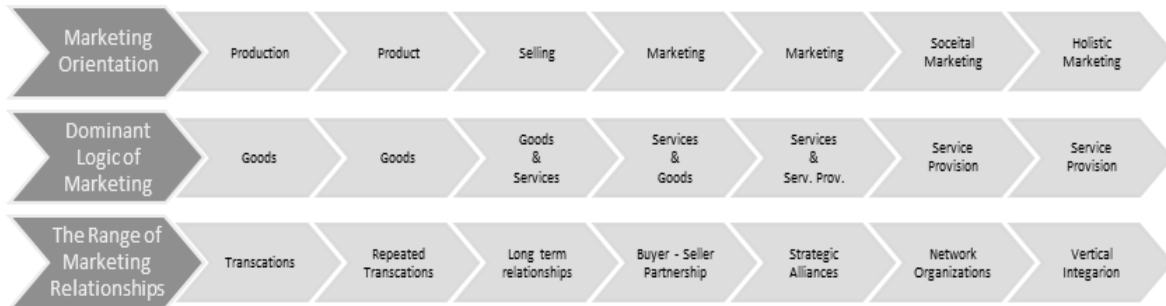 Marketing
Orientation
Production
Product
Selling
Marketing
Marketing
Soceital
Marketing
Holistic
Marketing
Dominant
Logic of
Marketing
Goods
Goods
Goods
&
Services
Services
&
Goods
Services
&
Serv. Prov.
Service
Provision
Service
Provision
The Range of
Marketing
Relationships
Transcations
Repeated
Transcations
Long term
relationships
Buyer - Seller
Partnership
Strategic
Alliances
Network
Organizations
Vertical
Integarion